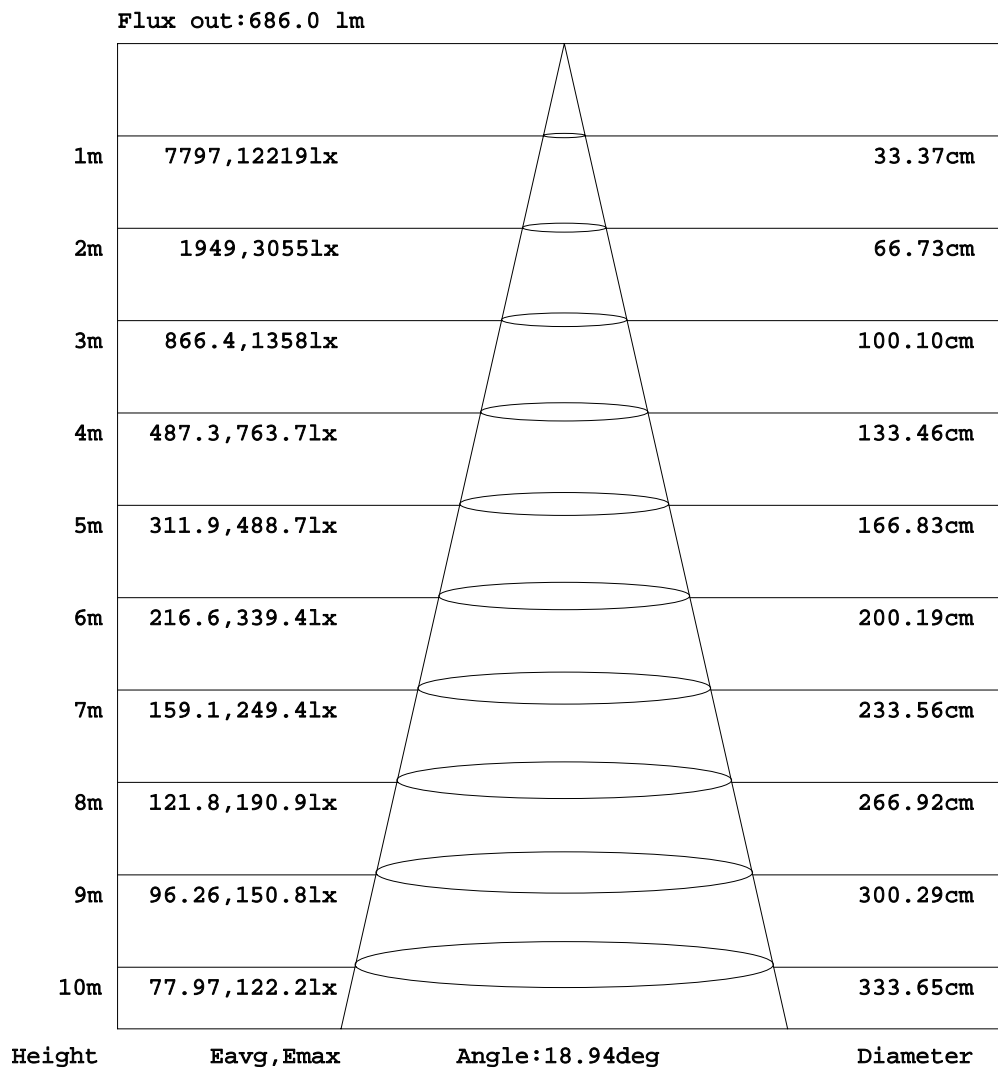 Flux out:686.0 lm
1m 7797,12219lx 33.37cm
2m 1949,3055lx 66.73cm
3m 866.4,1358lx 100.10cm
4m 487.3,763.7lx 133.46cm
5m 311.9,488.7lx 166.83cm
6m 216.6,339.4lx 200.19cm
7m 159.1,249.4lx 233.56cm
8m 121.8,190.9lx 266.92cm
9m 96.26,150.8lx 300.29cm
10m 77.97,122.2lx 333.65cm
Height Eavg,Emax Angle:18.94deg Diameter